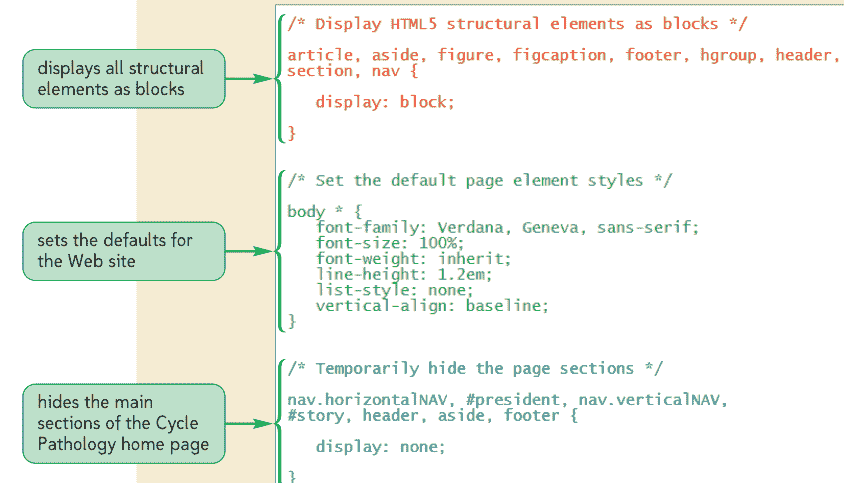 /* Display HTML5 structural elements as blocks */
displays all structural
elements as blocks
article, aside, figure, figcaption, footer, hgroup, header,
section, nav {
display: block;
}
/* Set the default page element styles */
sets the defaults for
the Web site
body * {
font-family: Verdana, Geneva, sans-serif;
font-size: 100%;
font-weight: inherit;
line-height: 1.2em;
list-style: none;
vertical-align: baseline;
}
/* Temporarily hide the page sections */
hides the main
sections of the Cycle
Pathology home page
nav.horizontalNAV, #president, nav.verticalNAV,
#story, header, aside, footer {
display: none;
}